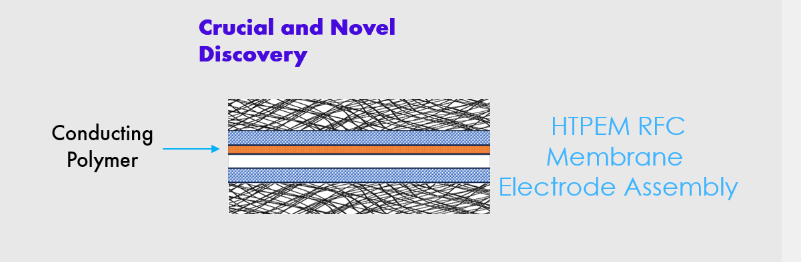 Crucial and Novel
Discovery
Conducting
Polymer
HTPEM RFC
Membrane
Electrode Assembly